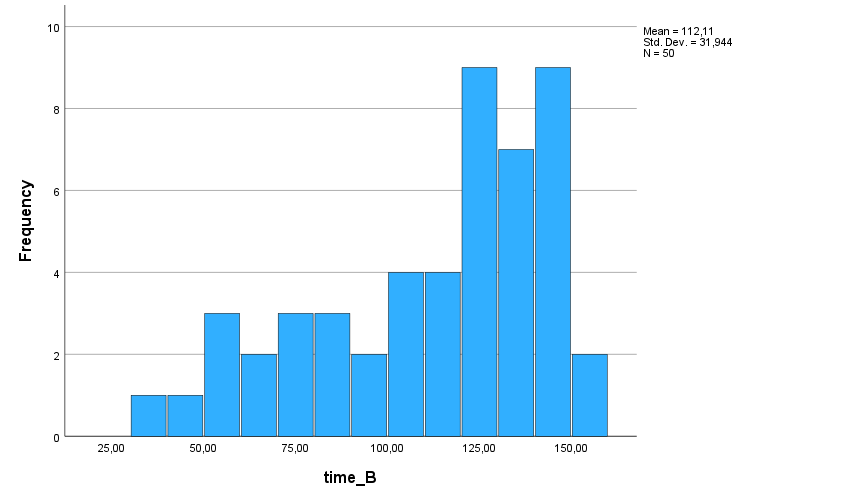 Mean = 112,11
Std. Dev. = 31,944
N = 50
10
8
6
4
2
0
Frequency
25,00 50,00 75,00 100,00 125,00 150,00
time_B